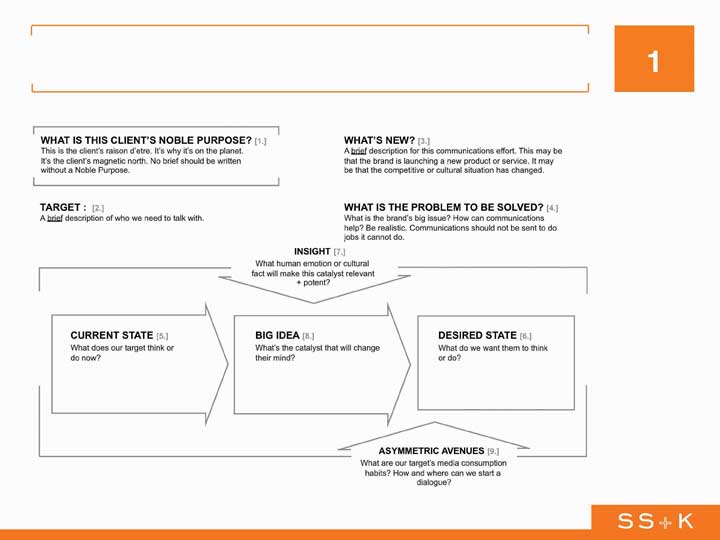 1
WHAT IS THIS CLIENT'S NOBLE PURPOSE? [1.]
This is the client's raison d'etre. It's why it's on the planet.
It's the client's magnetic north. No brief should be written
without a Noble Purpose.
WHAT'S NEW? [3.]
A brief description for this communications effort. This may be
that the brand is launching a new product or service. It may
be that the competitive or cultural situation has changed.
TARGET : [2.]
A brief description of who we need to talk with.
WHAT IS THE PROBLEM TO BE SOLVED? [4.]
What is the brand's big issue? How can communications
help? Be realistic. Communications should not be sent to do
jobs it cannot do.
INSIGHT [7.]
What human emotion or cultural
fact will make this catalyst relevant
+ potent?
CURRENT STATE [5.]
What does our target think or
do now?
BIG IDEA [8.]
What's the catalyst that will change
their mind?
DESIRED STATE [6.]
What do we want them to think
or do?
ASYMMETRIC AVENUES [9.]
What are our target's media consumption
habits? How and where can we start a
dialogue?
SS+K